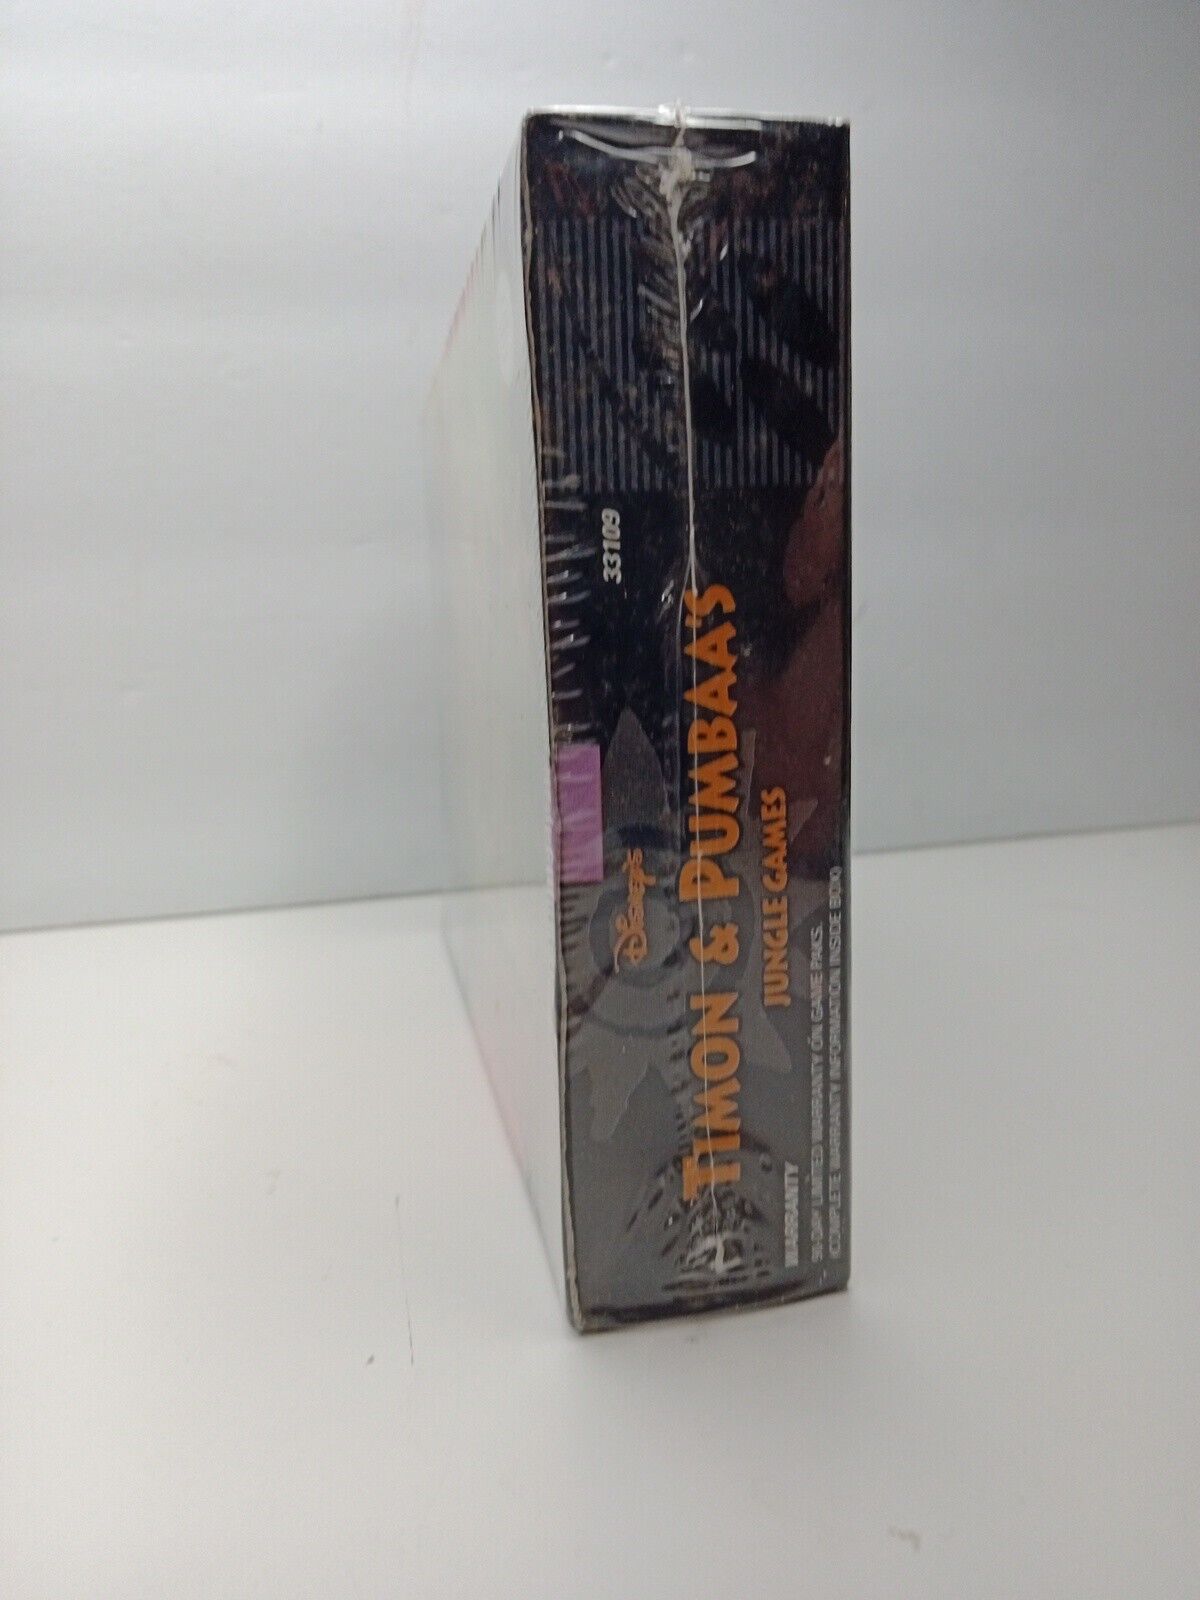 33109
Disney's
TIMON & PUMBAA'S
JUNGLE GAMES
WARRANTY
90-DAY LIMITED WARRANTY ON GAME PAKS.
(COMPLETE WARRANTY INFORMATION INSIDE BOX)